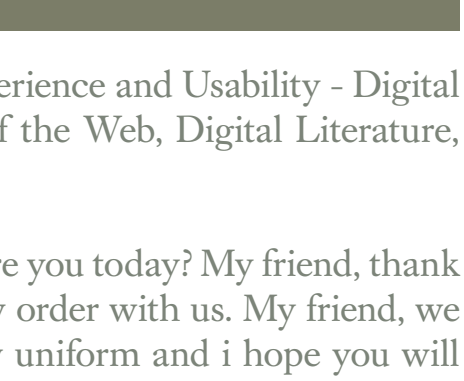 erience and Usability - Digital
f the Web, Digital Literature,
re you today? My friend, thank
order with us. My friend, we
uniform and i hope you will